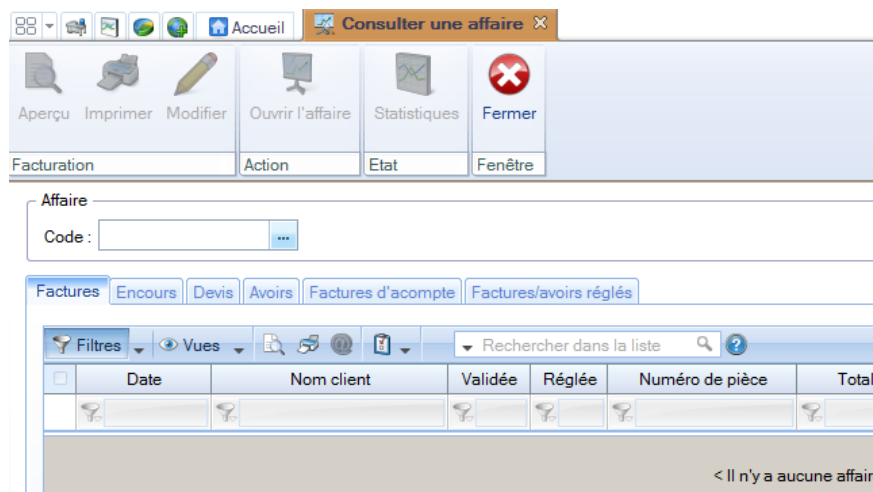 Accueil Consulter une affaire
Aperçu Imprimer Modifier Ouvrir l'affaire Statistiques Fermer
Facturation Action Etat Fenêtre
Affaire
Code :
Factures Encours Devis Avoirs Factures d'acompte Factures/avoirs réglés
Filtres Vues Rechercher dans la liste
Date Nom client Validée Réglée Numéro de pièce Total
< Il n'y a aucune affair